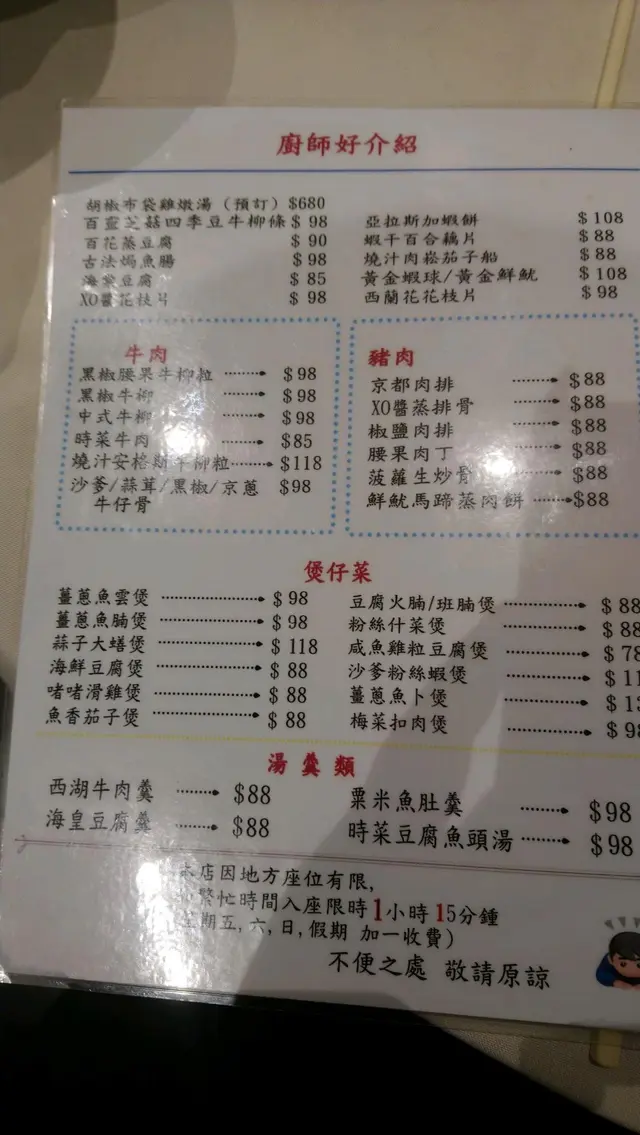 廚師好介紹
胡椒布袋雞燉湯（預訂）$680
百靈芝菇四季豆牛柳條 $ 98
百花蒸豆腐 $ 90
古法焗魚腸 $ 98
海棠豆腐 $ 85
XO醬花枝片 $ 98
亞拉斯加蝦餅 $ 108
蝦干百合藕片 $ 88
燒汁肉崧茄子船 $ 88
黃金蝦球/黃金鮮魷 $ 108
西蘭花花枝片 $ 98
牛肉
黑椒腰果牛柳粒 $ 98
黑椒牛柳 $ 98
中式牛柳 $ 98
時菜牛肉 $85
燒汁安格斯牛柳粒 $118
沙爹/蒜茸/黑椒/京蔥 $98
牛仔骨
豬肉
京都肉排 $88
XO醬蒸排骨 $88
椒鹽肉排 $88
腰果肉丁 $88
菠蘿生炒骨 $88
鮮魷馬蹄蒸肉餅 $88
煲仔菜
薑蔥魚雲煲 $ 98
薑蔥魚腩煲 $ 98
蒜子大蟮煲 $ 118
海鮮豆腐煲 $ 88
啫啫滑雞煲 $ 88
魚香茄子煲 $ 88
豆腐火腩/班腩煲 $ 88
粉絲什菜煲 $ 88
咸魚雞粒豆腐煲 $ 78
沙爹粉絲蝦煲 $
薑蔥魚卜煲 $
梅菜扣肉煲 $ 98
湯羹類
西湖牛肉羹 $88
海皇豆腐羹 $88
粟米魚肚羹 $98
時菜豆腐魚頭湯 $98
本店因地方座位有限,
繁忙時間入座限時1小時15分鐘
星期五,六,日,假期 加一收費）
不便之處 敬請原諒